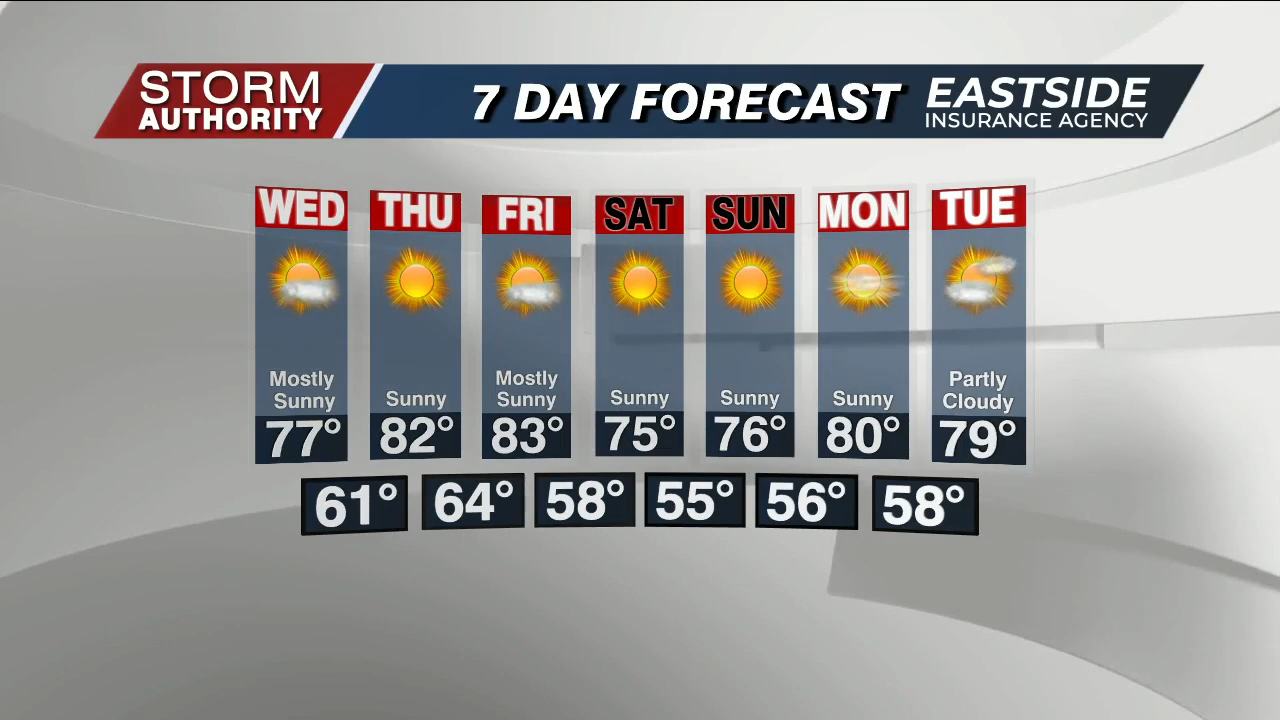 STORM
AUTHORITY
7 DAY FORECAST
EASTSIDE
INSURANCE AGENCY
WED THU FRI SAT SUN MON TUE
Mostly
Sunny
Sunny
Mostly
Sunny
Sunny
Sunny
Sunny
Partly
Cloudy
77° 82° 83° 75° 76° 80° 79°
61° 64° 58° 55° 56° 58°